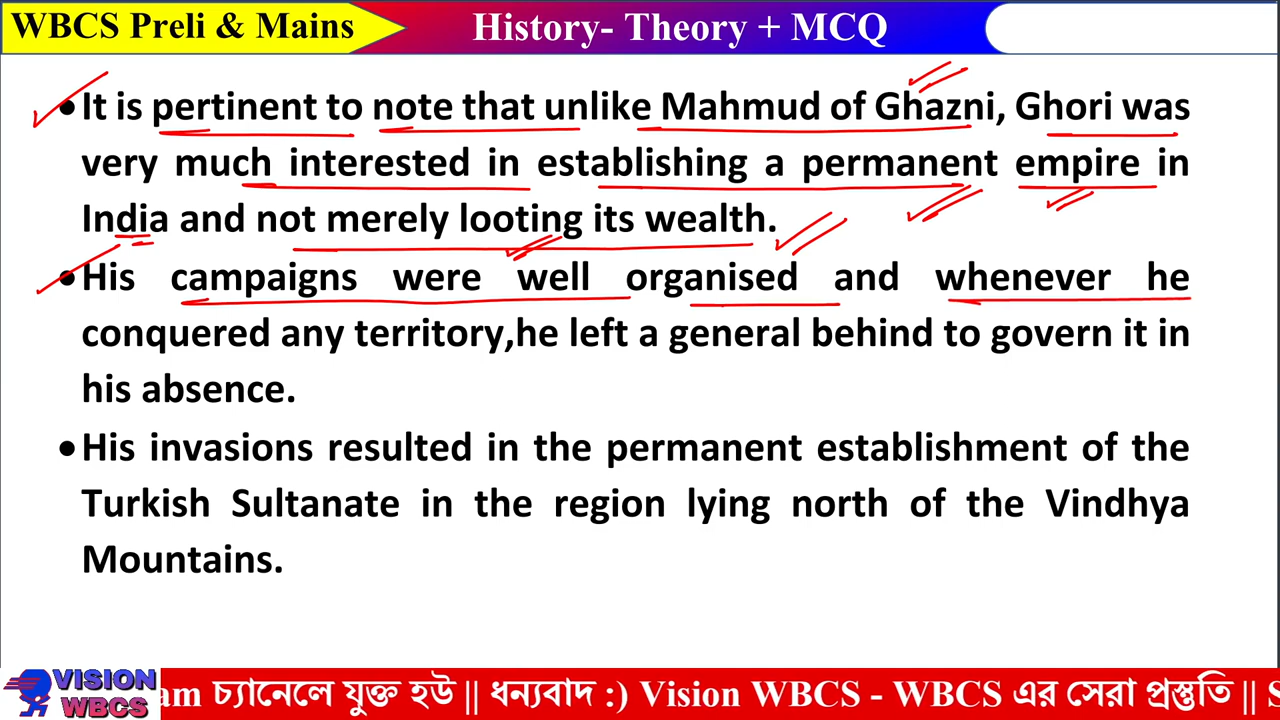 WBCS Preli & Mains
History- Theory + MCQ
•It is pertinent to note that unlike Mahmud of Ghazni, Ghori was
very much interested in establishing a permanent empire in
India and not merely looting its wealth.
•His campaigns were well organised and whenever he
conquered any territory,he left a general behind to govern it in
his absence.
•His invasions resulted in the permanent establishment of the
Turkish Sultanate in the region lying north of the Vindhya
Mountains.
VISION
WBCS
am চ্যানেলে যুক্ত হউ || ধন্যবাদ :) Vision WBCS - WBCS এর সেরা প্রস্তুতি || S